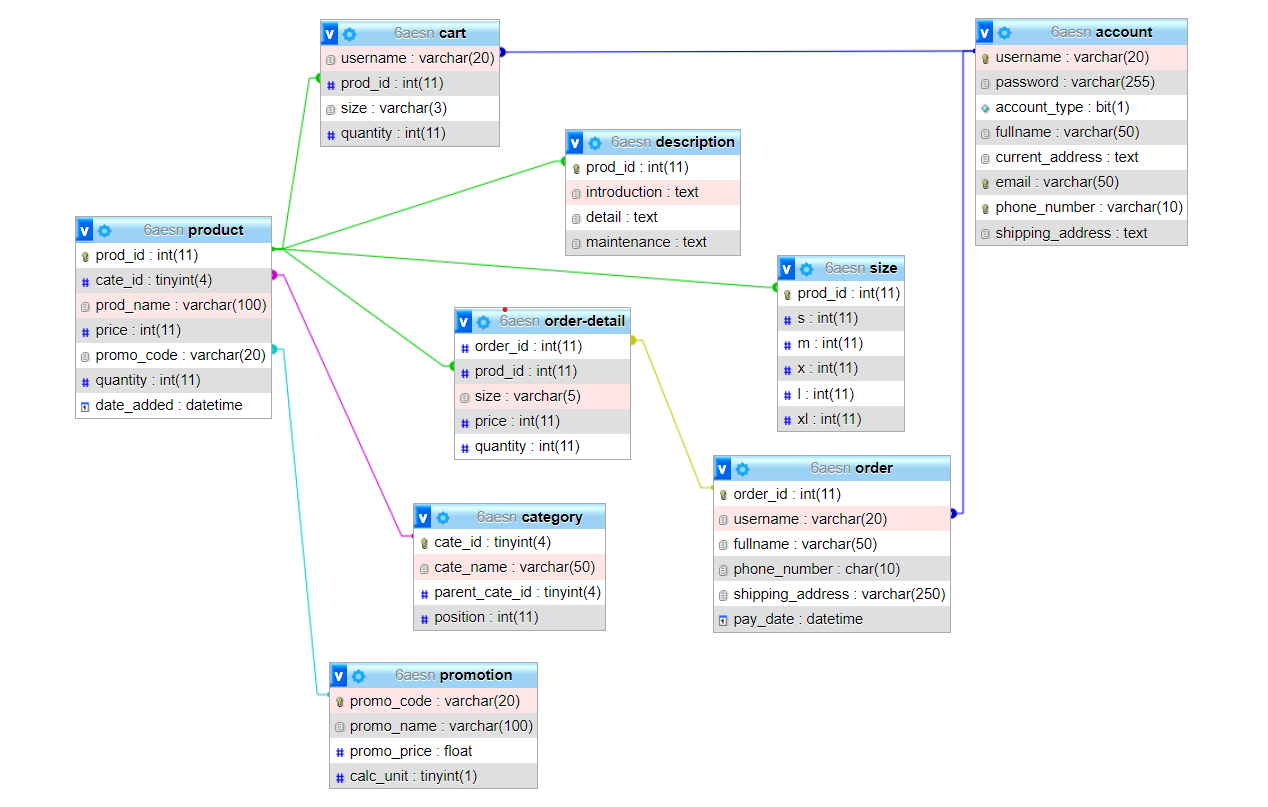 6aesn cart
username : varchar(20)
prod_id : int(11)
size : varchar(3)
quantity : int(11)
6aesn account
username : varchar(20)
password : varchar(255)
account_type : bit(1)
fullname : varchar(50)
current_address : text
email : varchar(50)
phone_number : varchar(10)
shipping_address : text
6aesn description
prod_id : int(11)
introduction : text
detail : text
maintenance : text
6aesn product
prod_id : int(11)
cate_id : tinyint(4)
prod_name : varchar(100)
price : int(11)
promo_code : varchar(20)
quantity : int(11)
date_added : datetime
6aesn size
prod_id : int(11)
s : int(11)
m : int(11)
x : int(11)
l : int(11)
xl : int(11)
6aesn order-detail
order_id : int(11)
prod_id : int(11)
size : varchar(5)
price : int(11)
quantity : int(11)
6aesn order
order_id : int(11)
username : varchar(20)
fullname : varchar(50)
phone_number : char(10)
shipping_address : varchar(250)
pay_date : datetime
6aesn category
cate_id : tinyint(4)
cate_name : varchar(50)
parent_cate_id : tinyint(4)
position : int(11)
6aesn promotion
promo_code : varchar(20)
promo_name : varchar(100)
promo_price : float
calc_unit : tinyint(1)